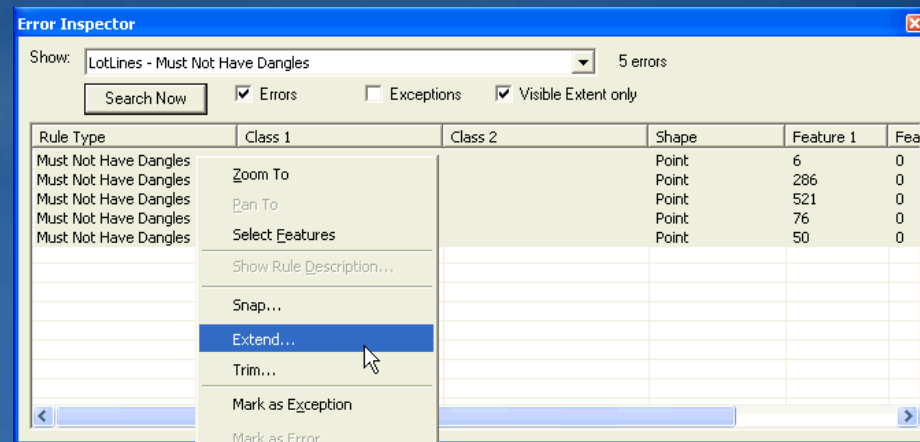 Error Inspector
Show: LotLines - Must Not Have Dangles 5 errors
Search Now Errors Exceptions Visible Extent only
Rule Type Class 1 Class 2 Shape Feature 1 Fea
Must Not Have Dangles Point 6 0
Must Not Have Dangles Point 286 0
Must Not Have Dangles Point 521 0
Must Not Have Dangles Point 76 0
Must Not Have Dangles Point 50 0
Zoom To
Pan To
Select Features
Show Rule Description...
Snap...
Extend...
Trim...
Mark as Exception
Mark as Error